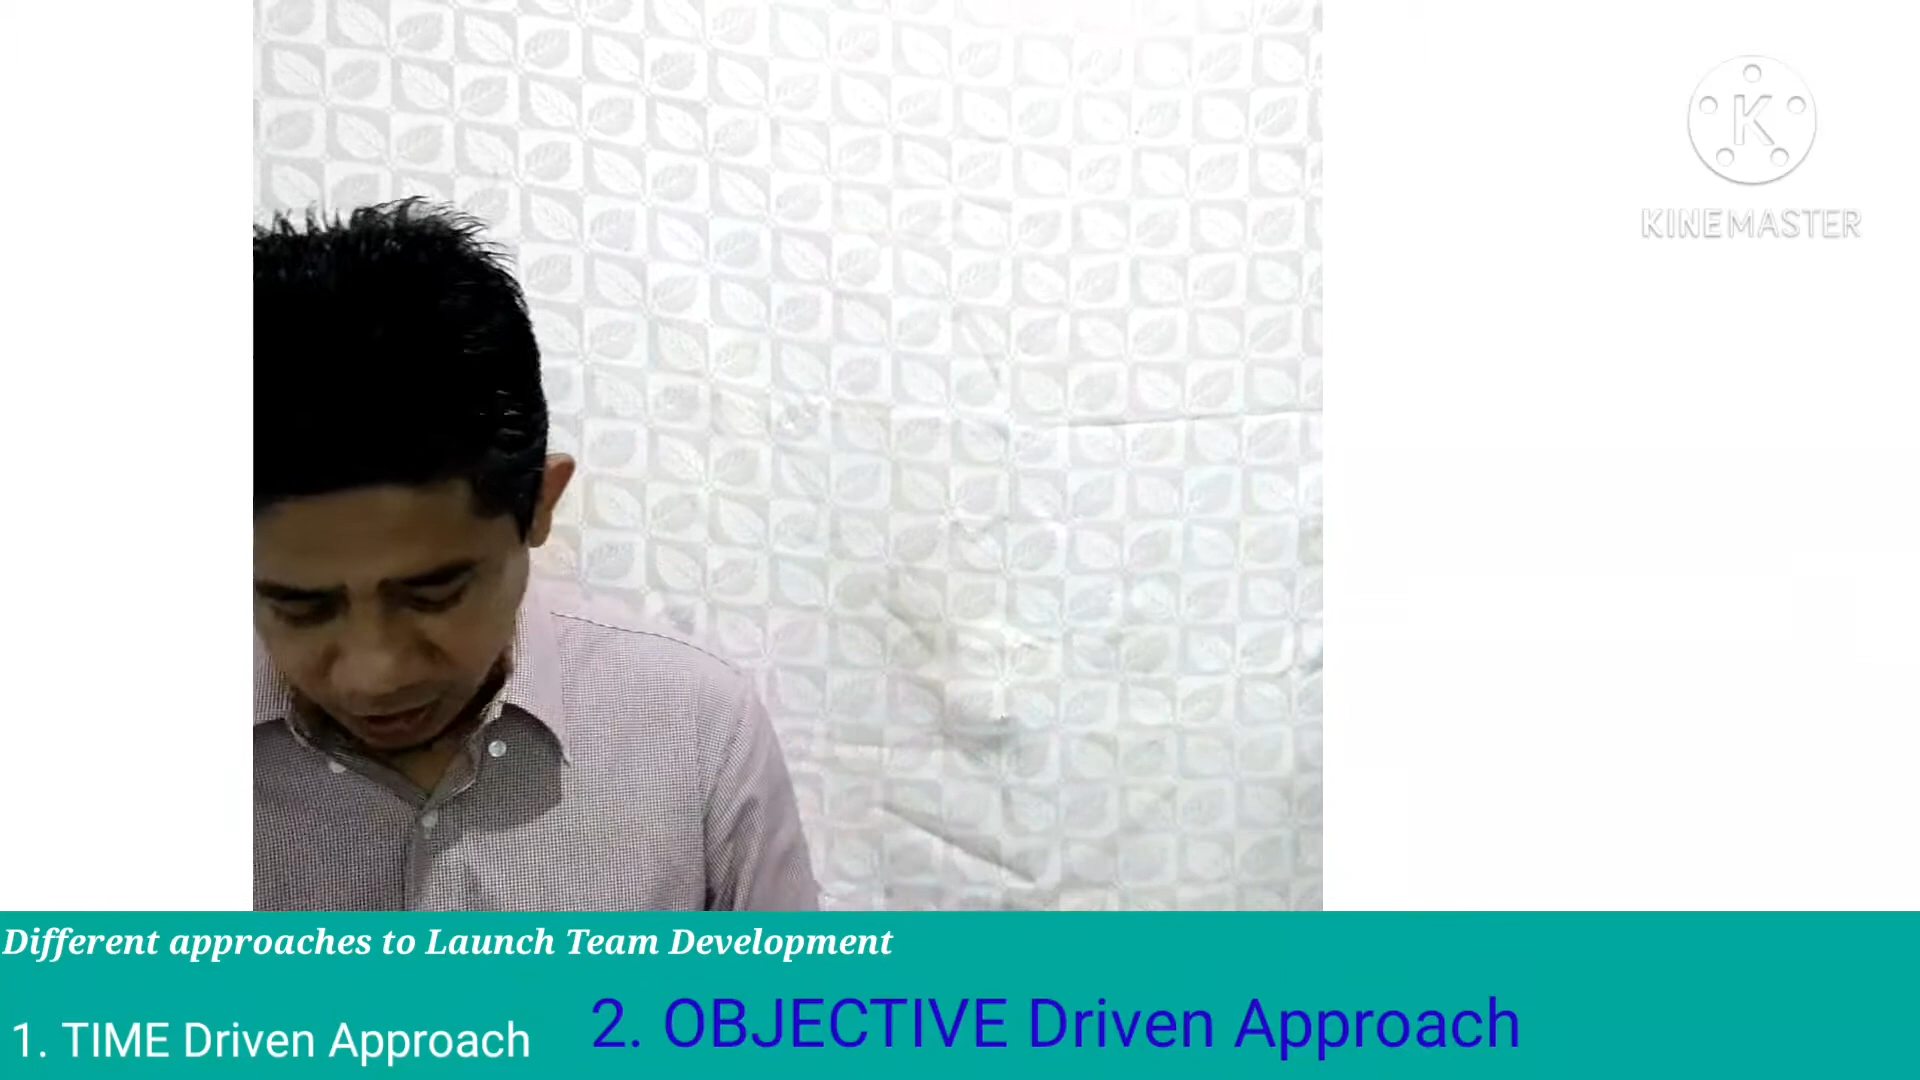 K
KINEMASTER
Different approaches to Launch Team Development
1. TIME Driven Approach
2. OBJECTIVE Driven Approach